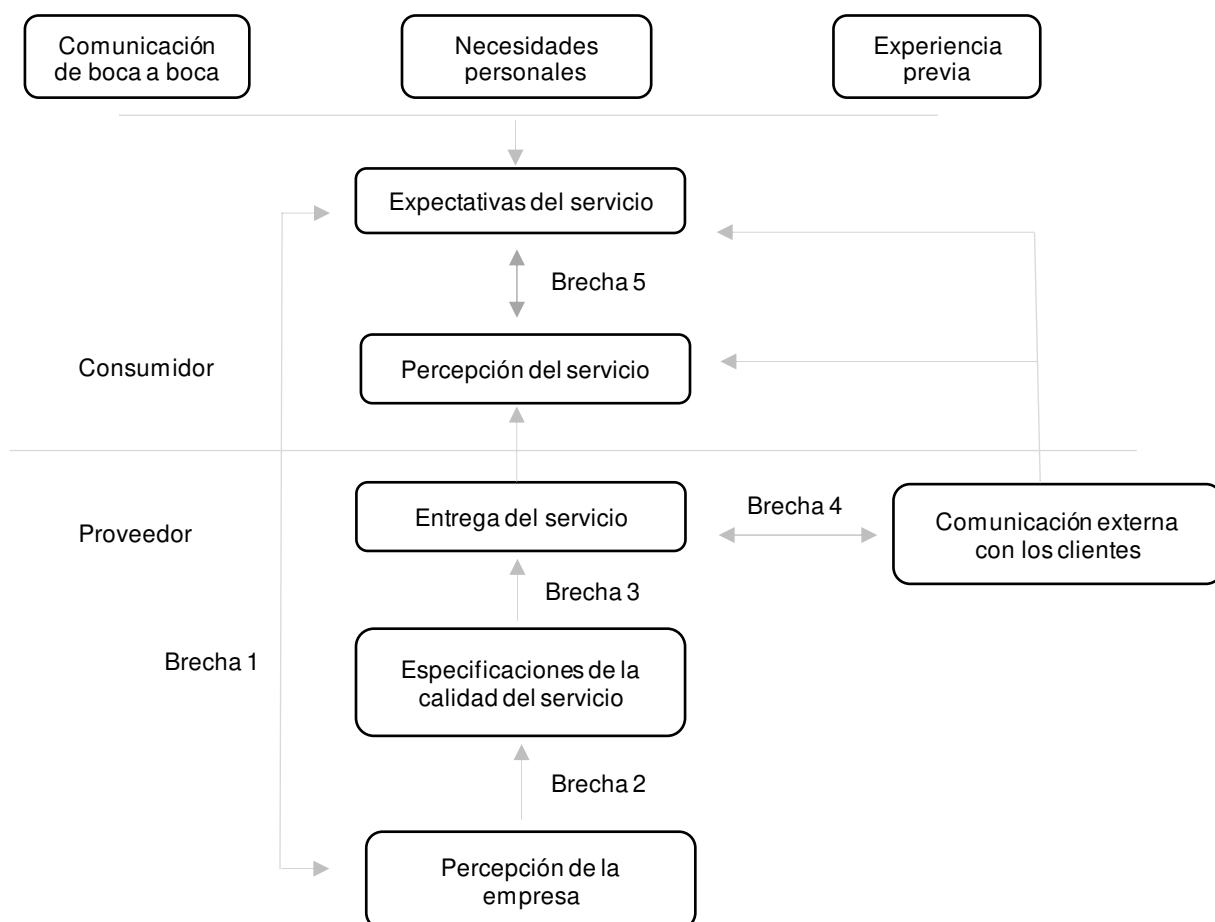 Comunicación
de boca a boca
Necesidades
personales
Experiencia
previa
Expectativas del servicio
Brecha 5
Consumidor
Percepción del servicio
Proveedor
Entrega del servicio
Brecha 4
Comunicación externa
con los clientes
Brecha 3
Brecha 1
Especificaciones de la
calidad del servicio
Brecha 2
Percepción de la
empresa